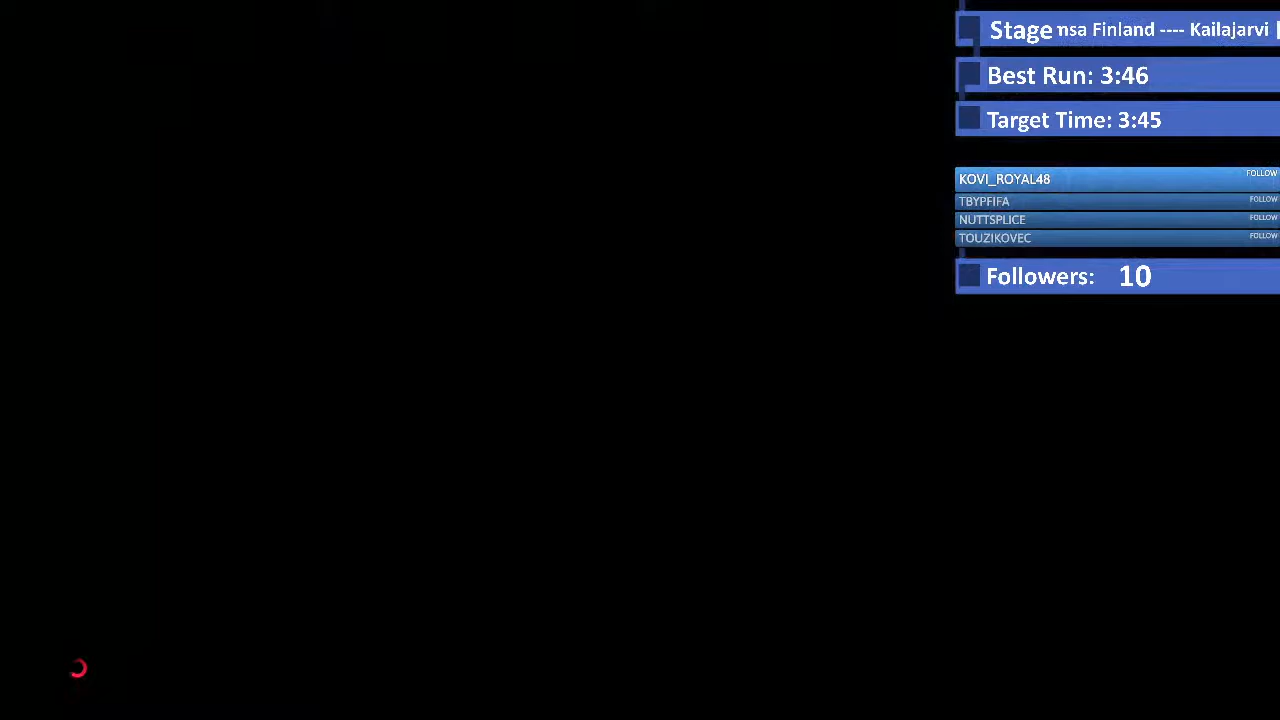 Stage nsa Finland ---- Kailajarvi
Best Run: 3:46
Target Time: 3:45
KOVI_ROYAL48 FOLLOW
TBYPFIFA FOLLOW
NUTTSPLICE FOLLOW
TOUZIKOVEC FOLLOW
Followers: 10